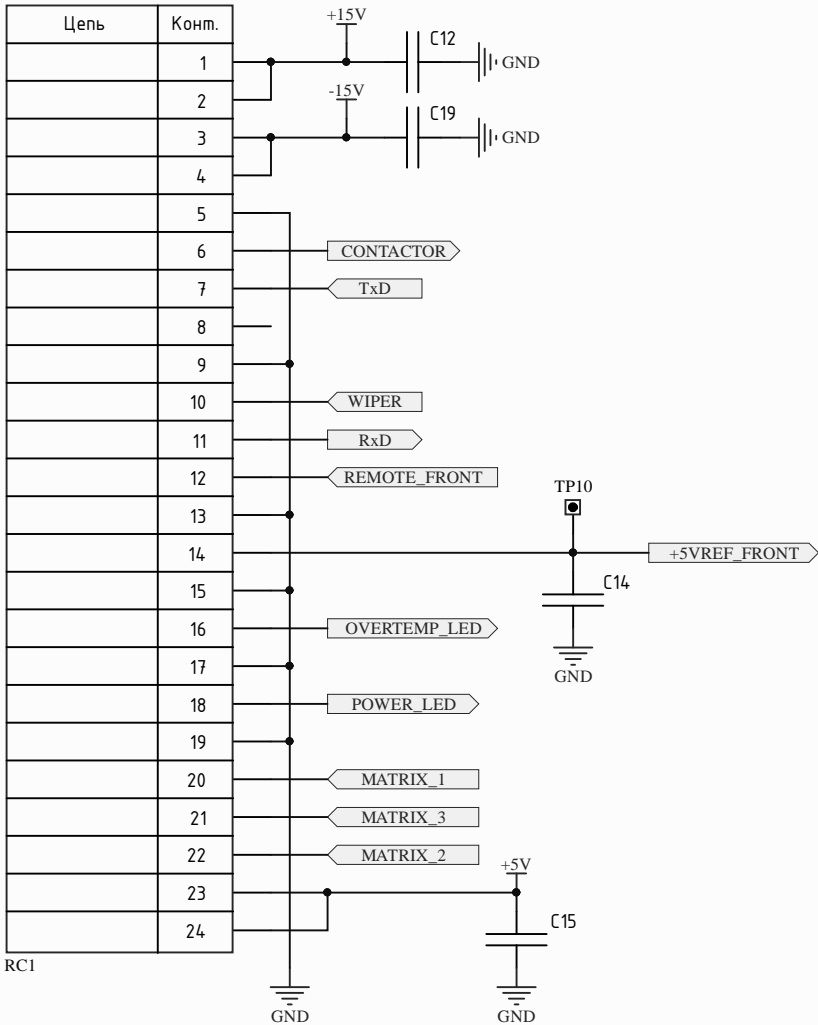 Цепь Конт.
+15V
C12
1
GND
2
-15V
C19
3
GND
4
5
6 CONTACTOR
7 TxD
8
9
10 WIPER
11 RxD
12 REMOTE_FRONT
TP10
13
14 +5VREF_FRONT
C14
15
16 OVERTEMP_LED
17
GND
18 POWER_LED
19
20 MATRIX_1
21 MATRIX_3
22 MATRIX_2
+5V
23
C15
24
RC1
GND GND